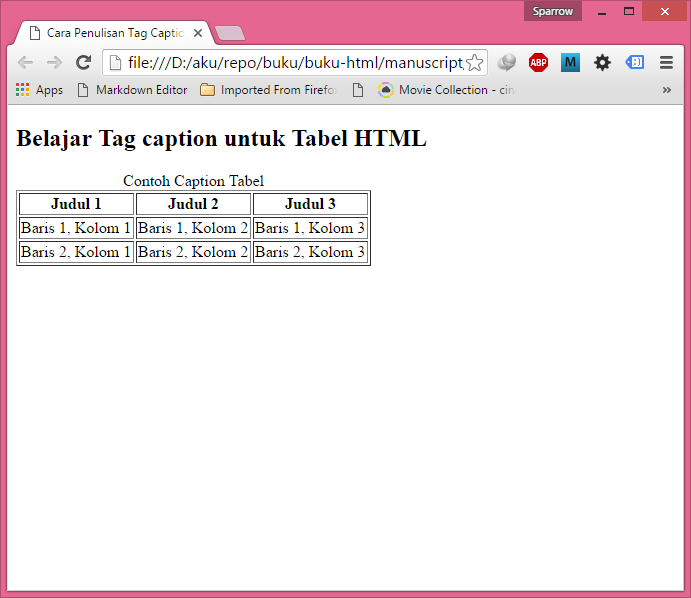 Sparrow
Cara Penulisan Tag Captio
file:///D:/aku/repo/buku/buku-html/manuscript
ABP
M
Apps Markdown Editor Imported From Firefo Movie Collection - cin »
Belajar Tag caption untuk Tabel HTML
Contoh Caption Tabel
Judul 1 Judul 2 Judul 3
Baris 1, Kolom 1 Baris 1, Kolom 2 Baris 1, Kolom 3
Baris 2, Kolom 1 Baris 2, Kolom 2 Baris 2, Kolom 3